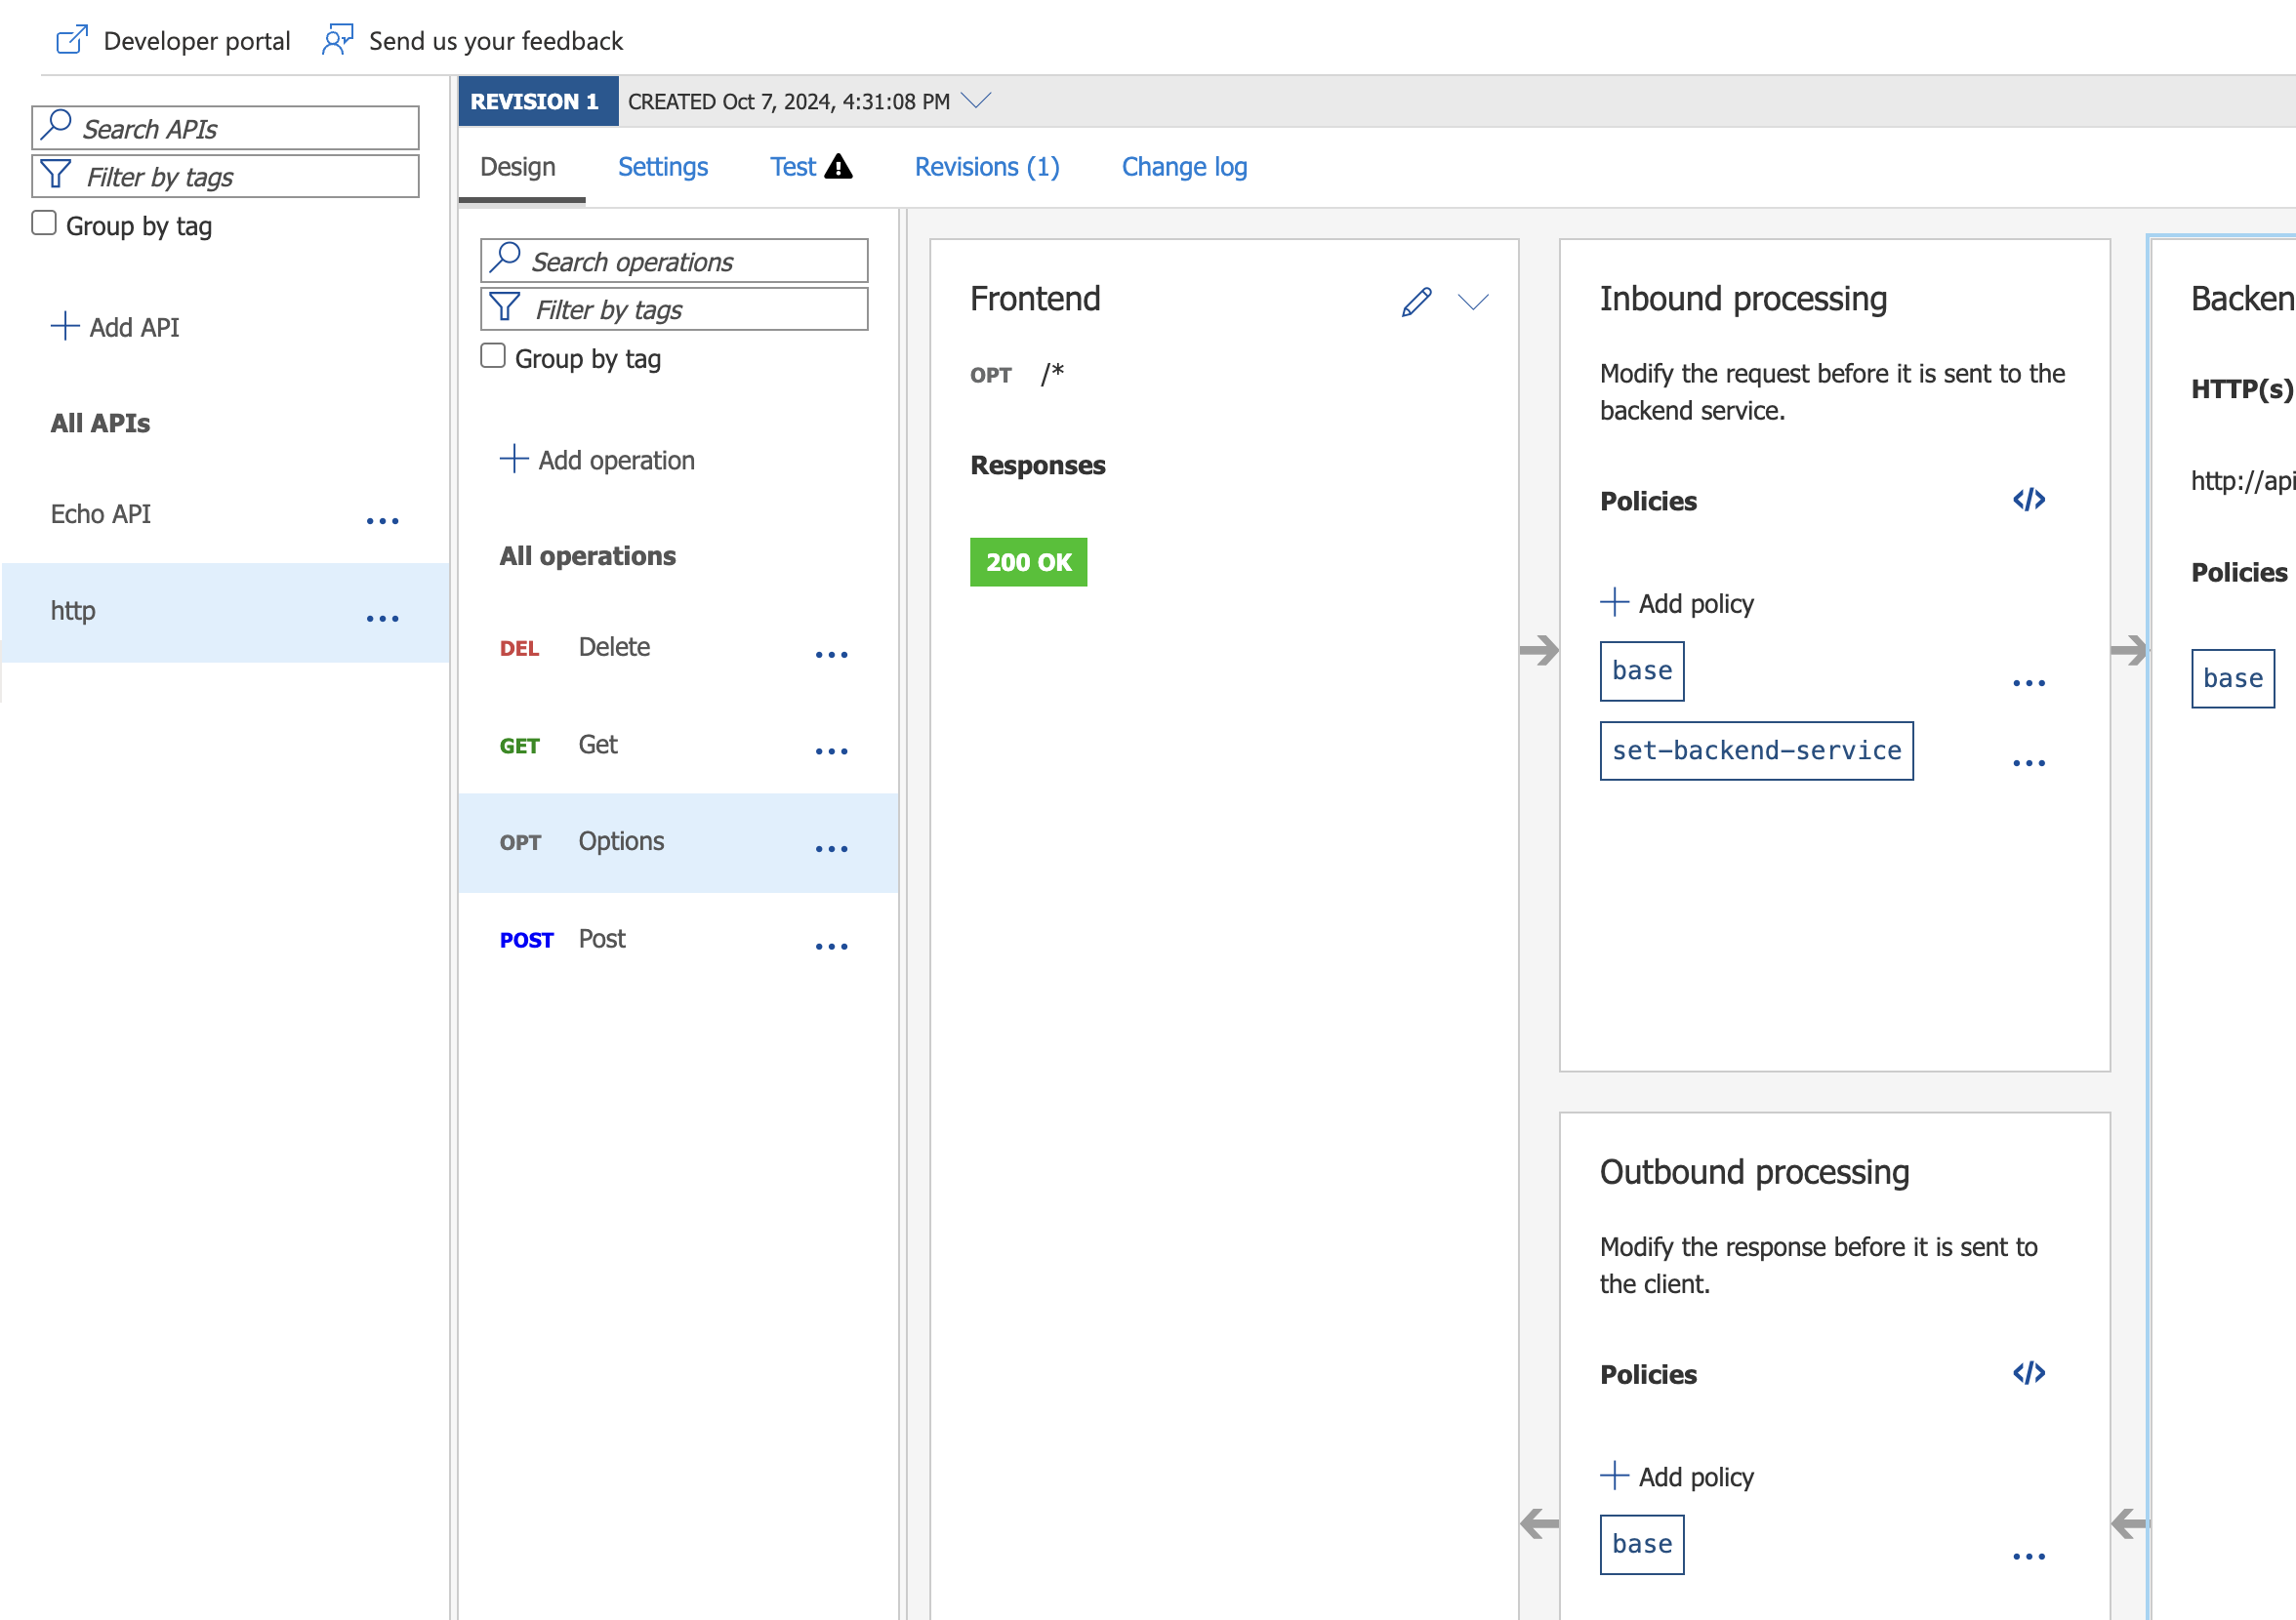 Developer portal
Send us your feedback
Search APIs
Filter by tags
Group by tag
Add API
All APIs
Echo API
http
REVISION 1
CREATED Oct 7, 2024, 4:31:08 PM
Design
Settings
Test
Revisions (1)
Change log
Search operations
Filter by tags
Group by tag
Add operation
All operations
DEL Delete
GET Get
OPT Options
POST Post
Frontend
OPT /*
Responses
200 OK
Inbound processing
Modify the request before it is sent to the
backend service.
Policies
Add policy
base
set-backend-service
Outbound processing
Modify the response before it is sent to
the client.
Policies
Add policy
base
Backen
HTTP(s)
http://api
Policies
base